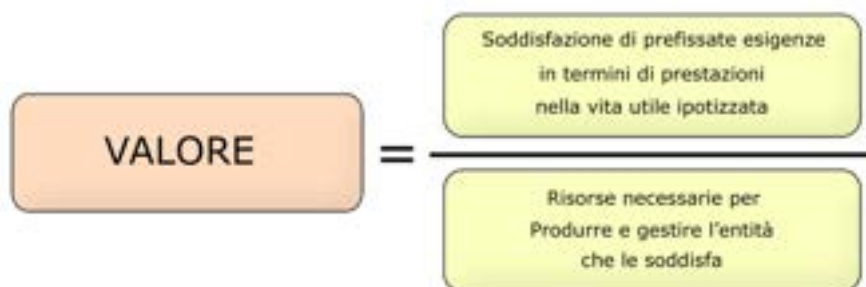 Soddisfazione di prefissate esigenze
in termini di prestazioni
nella vita utile ipotizzata
VALORE =
Risorse necessarie per
Produrre e gestire l'entità
che le soddisfa